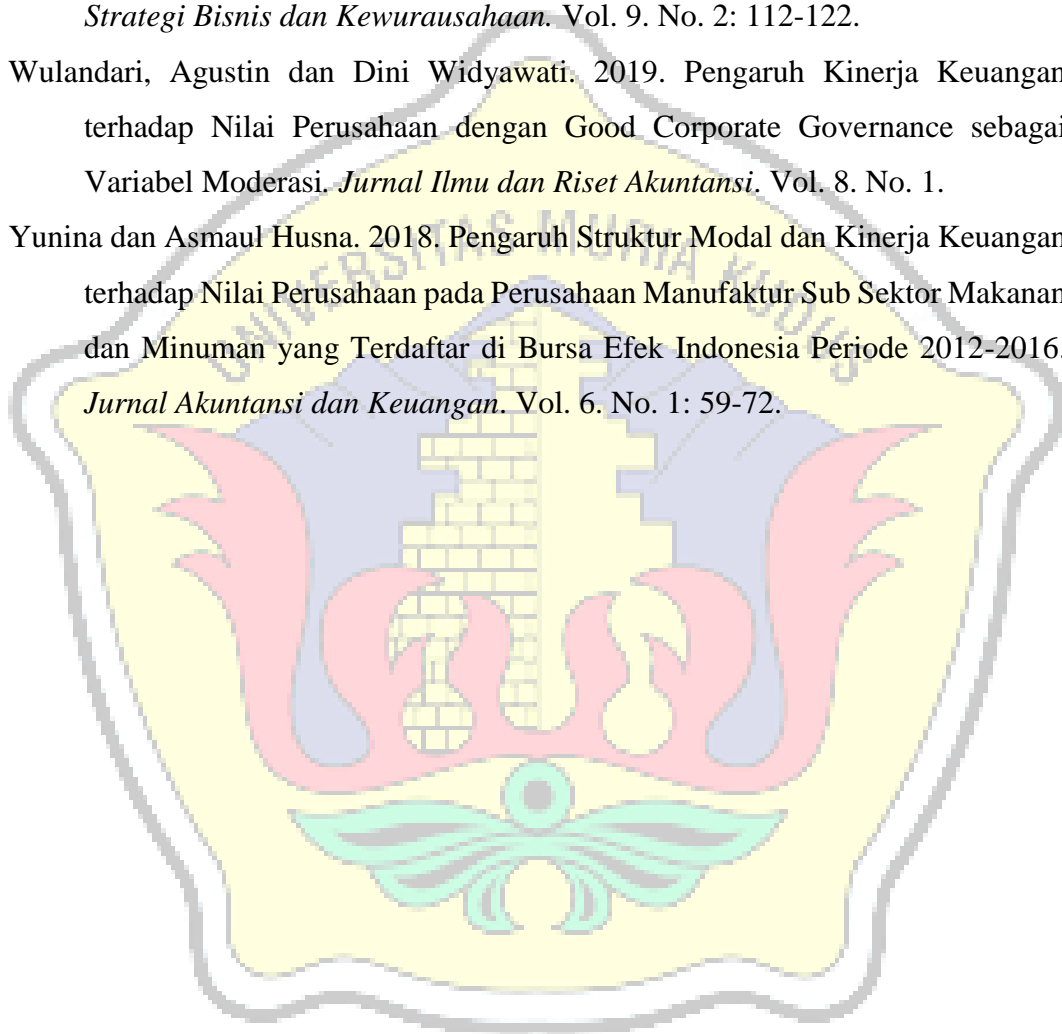 Strategi Bisnis dan Kewurausahaan. Vol. 9. No. 2: 112-122.
Wulandari, Agustin dan Dini Widyawati. 2019. Pengaruh Kinerja Keuangan
terhadap Nilai Perusahaan dengan Good Corporate Governance sebagai
Variabel Moderasi. Jurnal Ilmu dan Riset Akuntansi. Vol. 8. No. 1.
Yunina dan Asmaul Husna. 2018. Pengaruh Struktur Modal dan Kinerja Keuangan
terhadap Nilai Perusahaan pada Perusahaan Manufaktur Sub Sektor Makanan
dan Minuman yang Terdaftar di Bursa Efek Indonesia Periode 2012-2016.
Jurnal Akuntansi dan Keuangan. Vol. 6. No. 1: 59-72.
UNIVERSITAS MURIA KUDUS